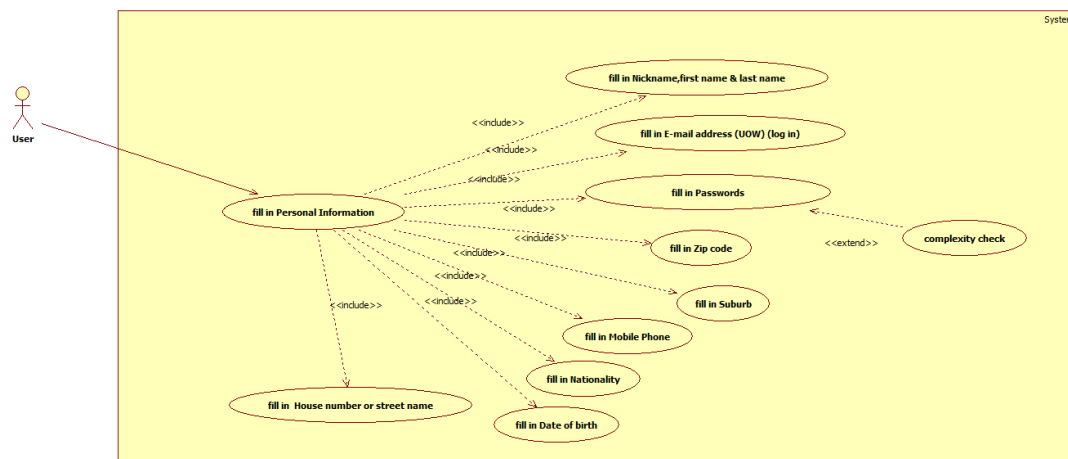 System
fill in Nickname,first name & last name
<<include>>
User
fill in E-mail address (UOW) (log in)
<<include>>
<<include>>
fill in Passwords
fill in Personal Information
<<include>>
<<include>>
complexity check
<<extend>>
fill in Zip code
<<include>>
<<include>>
<<include>>
<<include>>
fill in Suburb
fill in Mobile Phone
fill in Nationality
fill in  House number or street name
fill in Date of birth